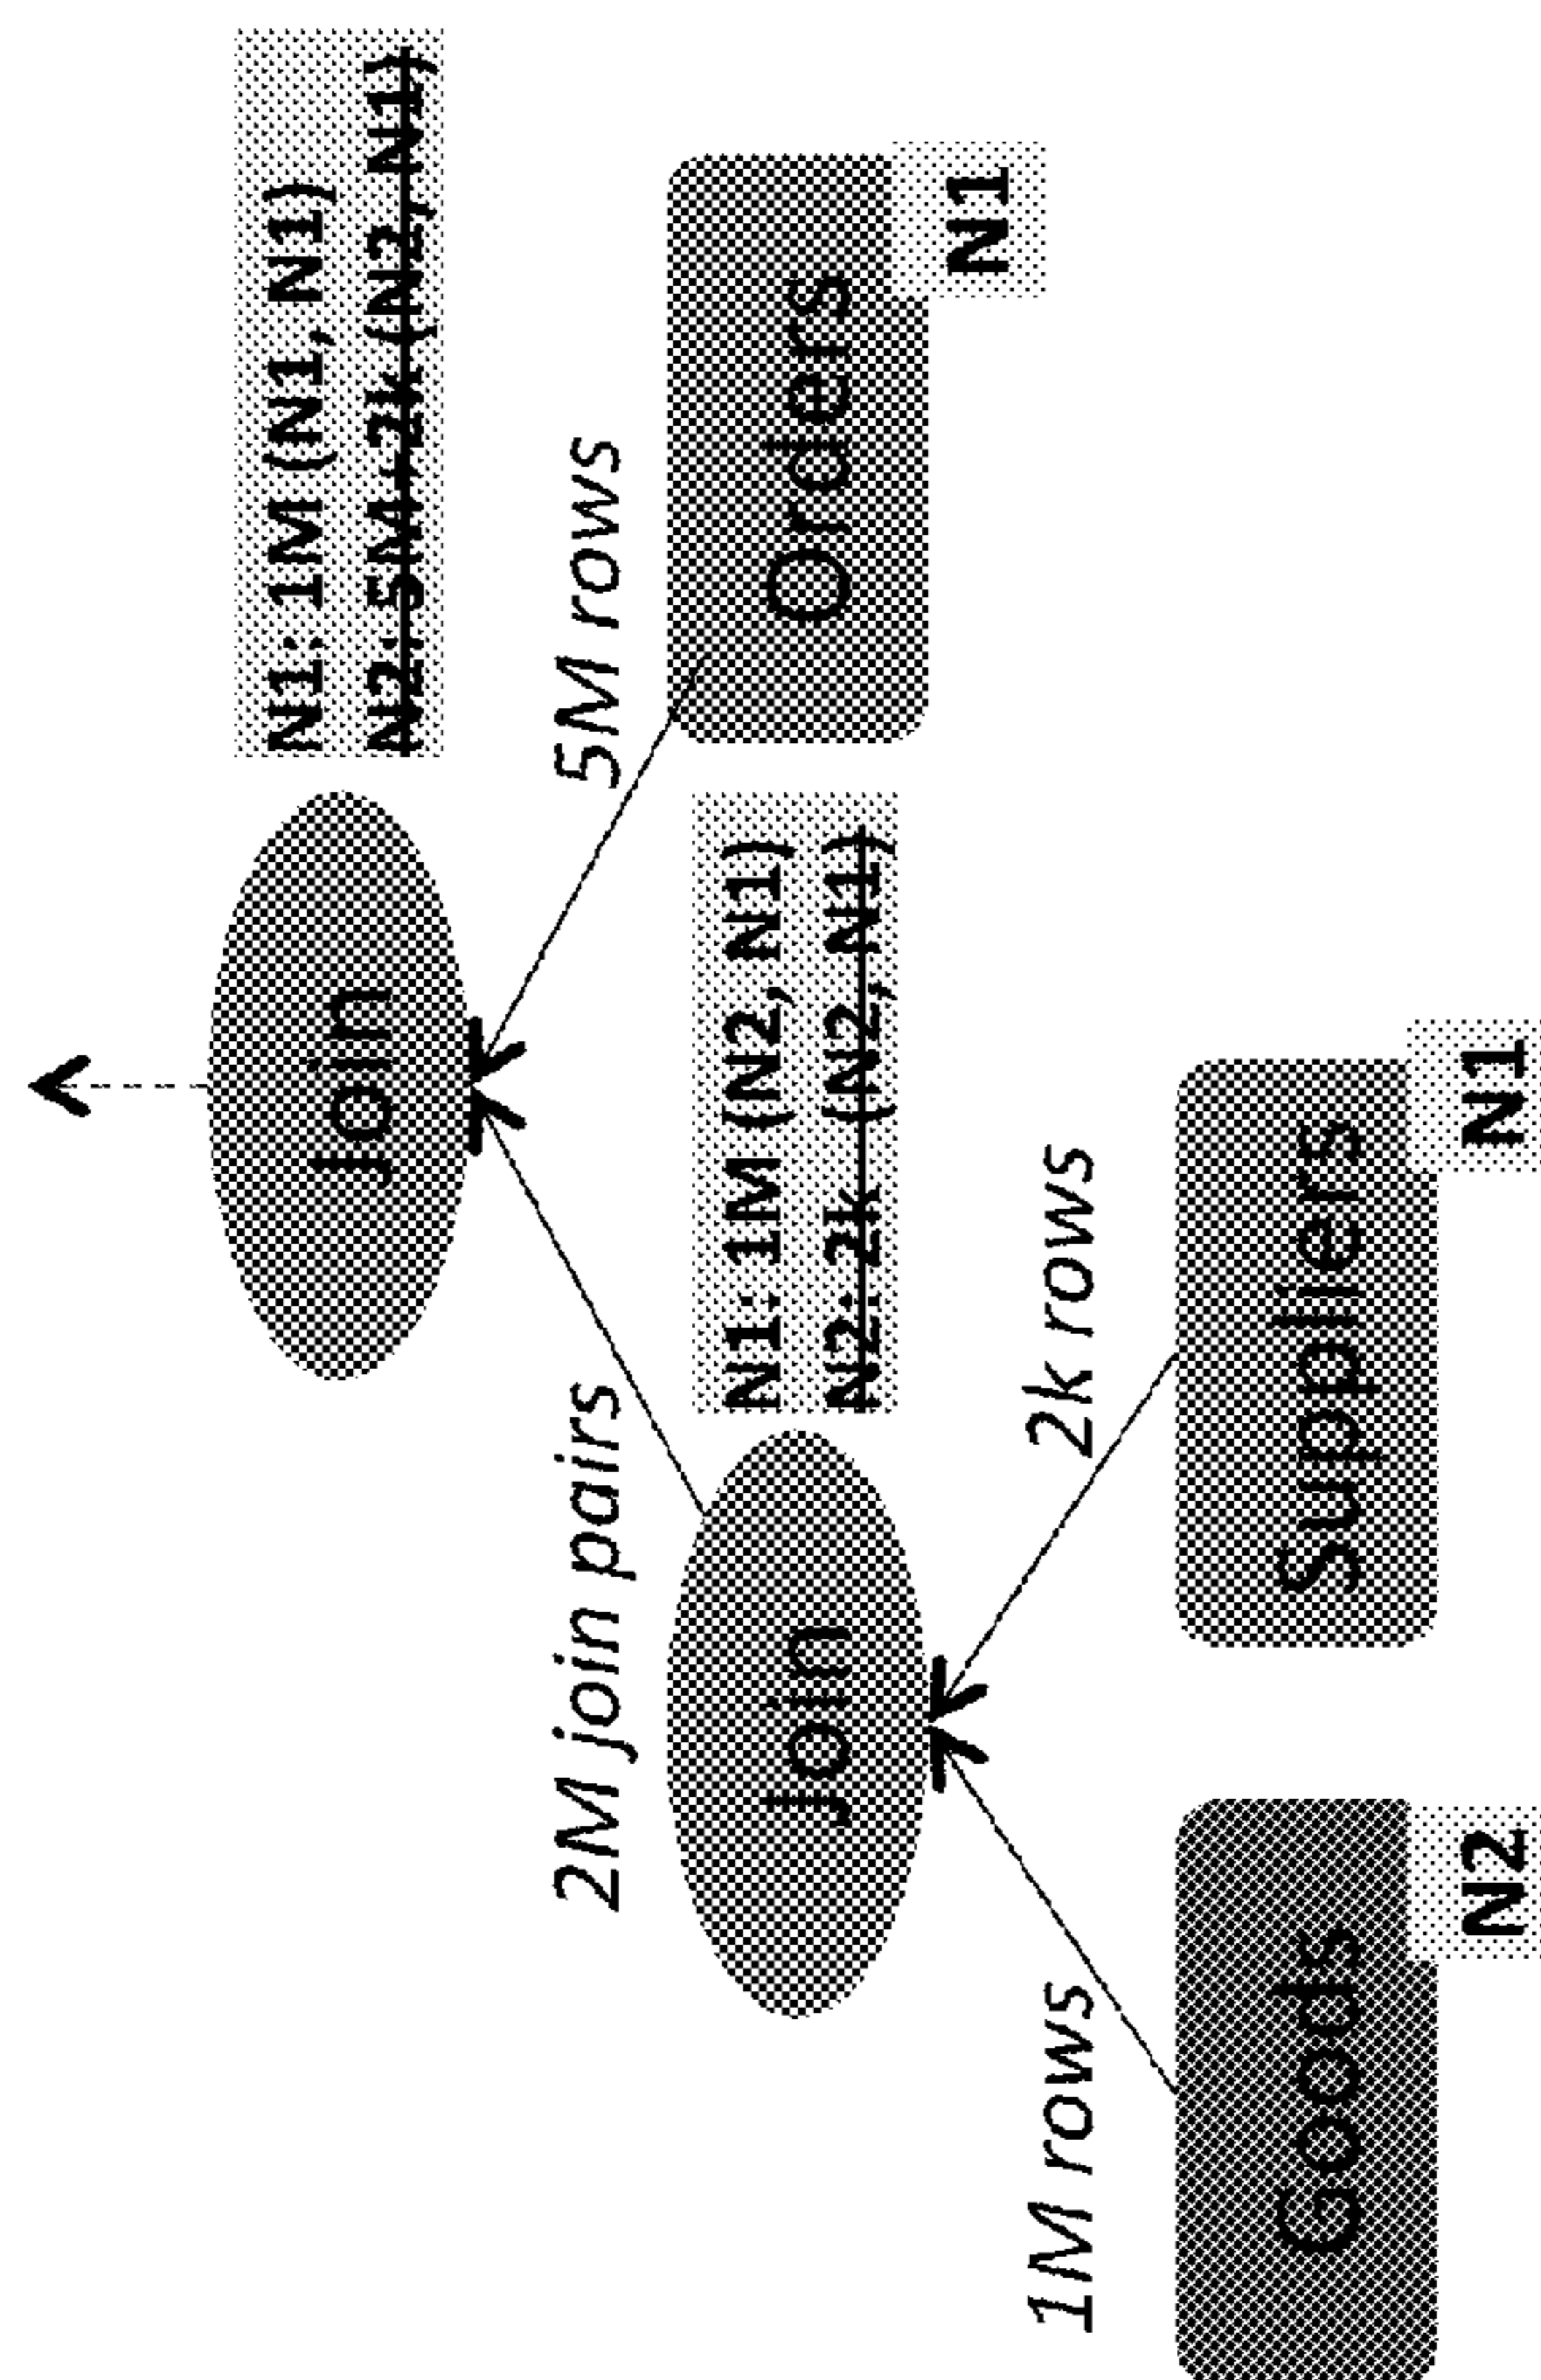 Join
N1: 1M (N1, N1)
N2: 5M+2k (N2, N1)
2M join pairs
5M rows
Join
N1: 1M (N2, N1)
N2: 2k (N2, N1)
Orders
N1
1M rows
2k rows
Goods
N2
Suppliers
N1